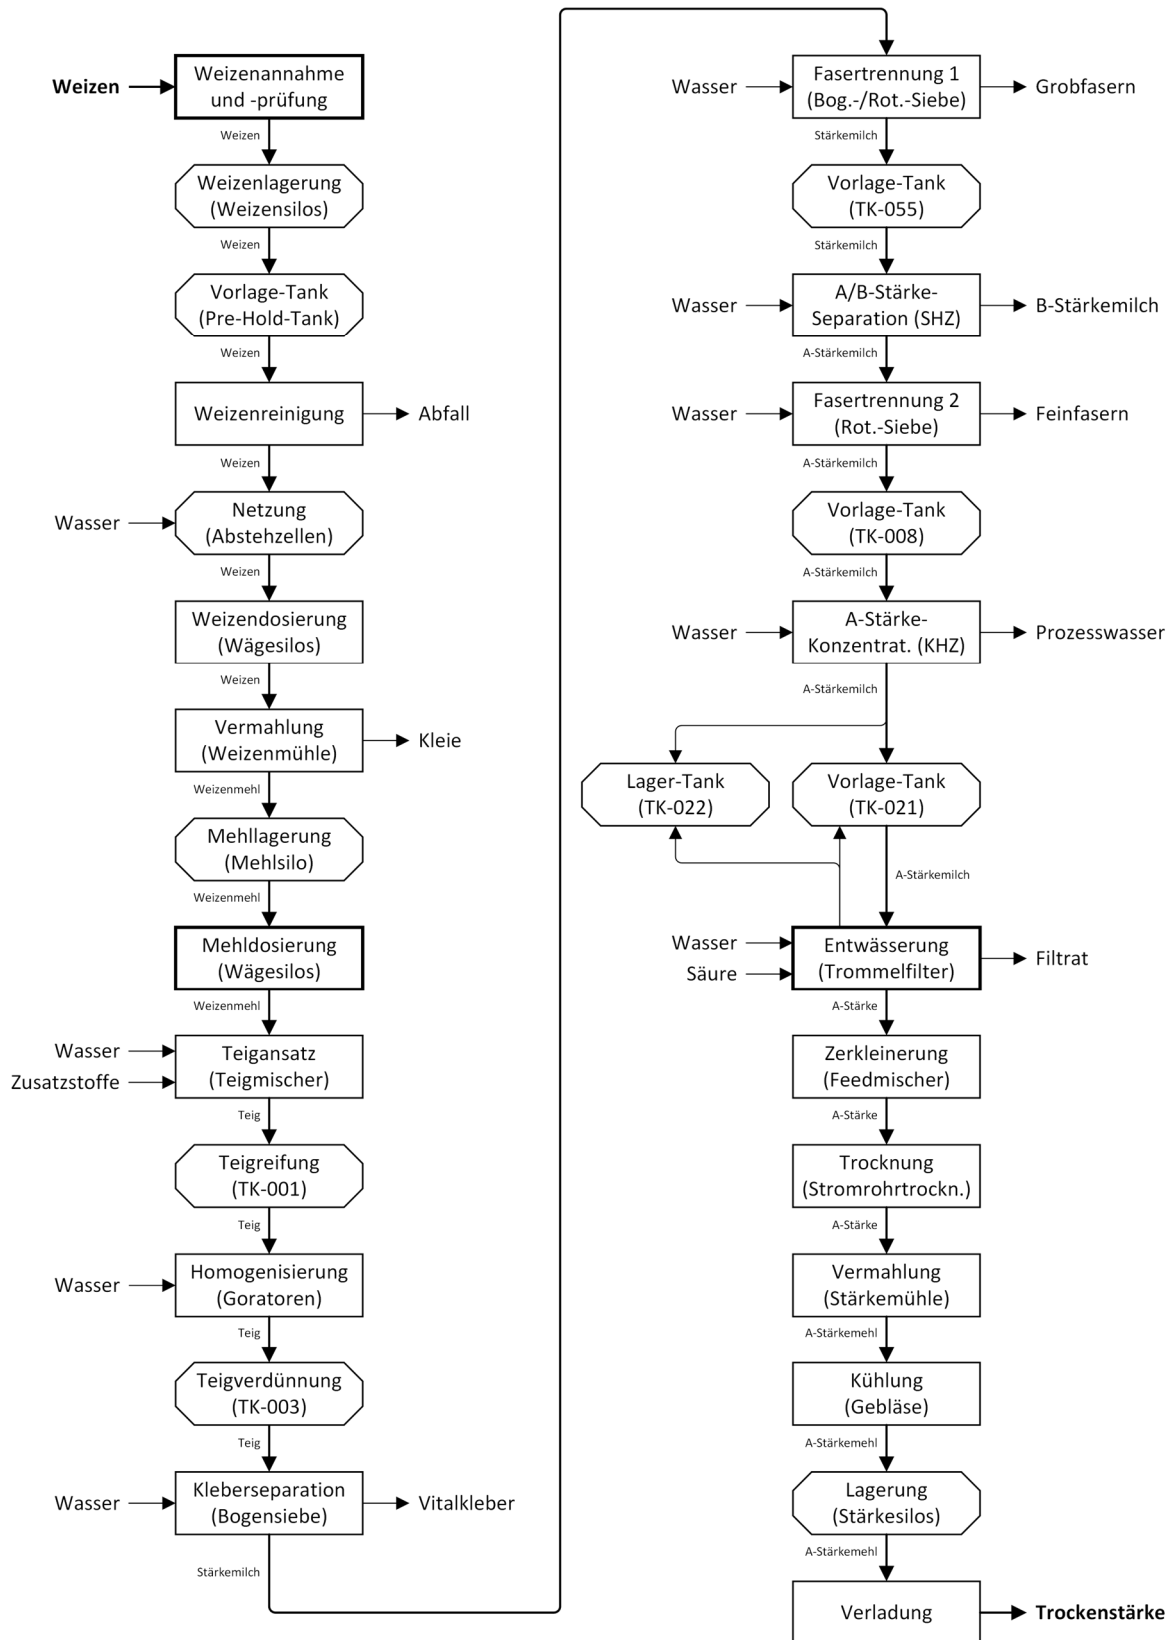 Weizen
Weizenannahme
und -prüfung
Weizen
Weizenlagerung
(Weizensilos)
Weizen
Vorlage-Tank
(Pre-Hold-Tank)
Weizen
Weizenreinigung
Abfall
Weizen
Wasser
Netzung
(Abstehzellen)
Weizen
Weizendosierung
(Wägesilos)
Weizen
Vermahlung
(Weizenmühle)
Kleie
Weizenmehl
Mehllagerung
(Mehlsilo)
Weizenmehl
Mehldosierung
(Wägesilos)
Weizenmehl
Wasser
Zusatzstoffe
Teigansatz
(Teigmischer)
Teig
Teigreifung
(TK-001)
Teig
Wasser
Homogenisierung
(Goratoren)
Teig
Teigverdünnung
(TK-003)
Teig
Wasser
Kleberseparation
(Bogensiebe)
Vitalkleber
Stärkemilch
Wasser
Fasertrennung 1
(Bog.-/Rot.-Siebe)
Grobfasern
Stärkemilch
Vorlage-Tank
(TK-055)
Stärkemilch
Wasser
A/B-Stärke-
Separation (SHZ)
B-Stärkemilch
A-Stärkemilch
Wasser
Fasertrennung 2
(Rot.-Siebe)
Feinfasern
A-Stärkemilch
Vorlage-Tank
(TK-008)
A-Stärkemilch
Wasser
A-Stärke-
Konzentrat. (KHZ)
Prozesswasser
A-Stärkemilch
Lager-Tank
(TK-022)
Vorlage-Tank
(TK-021)
A-Stärkemilch
Wasser
Säure
Entwässerung
(Trommelfilter)
Filtrat
A-Stärke
Zerkleinerung
(Feedmischer)
A-Stärke
Trocknung
(Stromrohrtrockn.)
A-Stärke
Vermahlung
(Stärkemühle)
A-Stärkemehl
Kühlung
(Gebläse)
A-Stärkemehl
Lagerung
(Stärkesilos)
A-Stärkemehl
Verladung
Trockenstärke